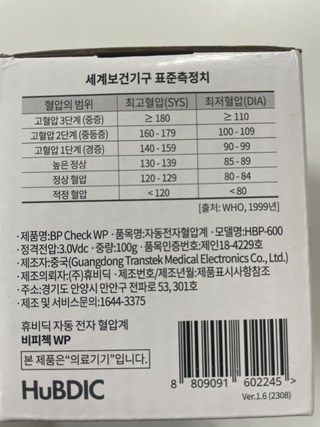 세계보건기구 표준측정치
혈압의 범위 최고혈압(SYS) 최저혈압(DIA)
고혈압 3단계 (중증) ≥ 180 ≥ 110
고혈압 2단계 (중등증) 160 - 179 100 - 109
고혈압 1단계 (경증) 140 - 159 90 - 99
높은 정상 130 - 139 85 - 89
정상 혈압 120 - 129 80 - 84
적정 혈압 < 120 < 80
[출처: WHO, 1999년]
·제품명:BP Check WP ·품목명:자동전자혈압계 ·모델명:HBP-600
·정격전압:3.0Vdc ·중량:100g ·품목인증번호:제인18-4229호
·제조자:중국(Guangdong Transtek Medical Electronics Co., Ltd.)
·제조의뢰자:(주)휴비딕 ·제조번호/제조년월:제품표시사항참조
·주소:경기도 안양시 만안구 전파로 53, 301호
·제조 및 서비스문의:1644-3375
휴비딕 자동 전자 혈압계
비피첵 WP
본 제품은 "의료기기"입니다.
HuBDIC
8 809091 602245 >
Ver.1.6 (2308)